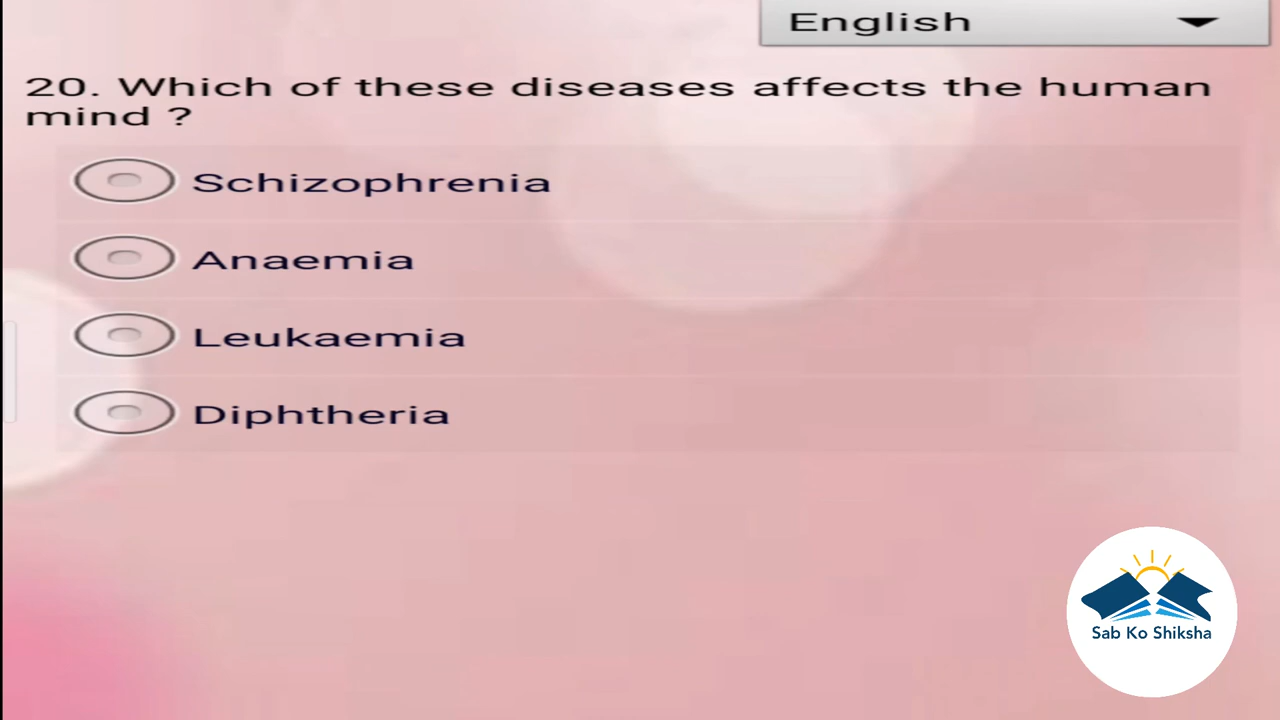 English
20. Which of these diseases affects the human
mind ?
Schizophrenia
Anaemia
Leukaemia
Diphtheria
Sab Ko Shiksha